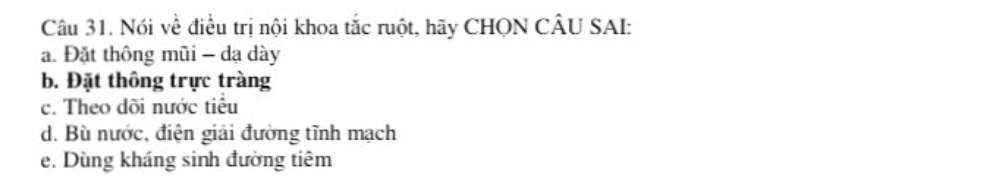 Câu 31. Nói về điều trị nội khoa tắc ruột, hãy CHỌN CÂU SAI:
a. Đặt thông mũi – dạ dày
b. Đặt thông trực tràng
c. Theo dõi nước tiểu
d. Bù nước, điện giải đường tĩnh mạch
e. Dùng kháng sinh đường tiêm